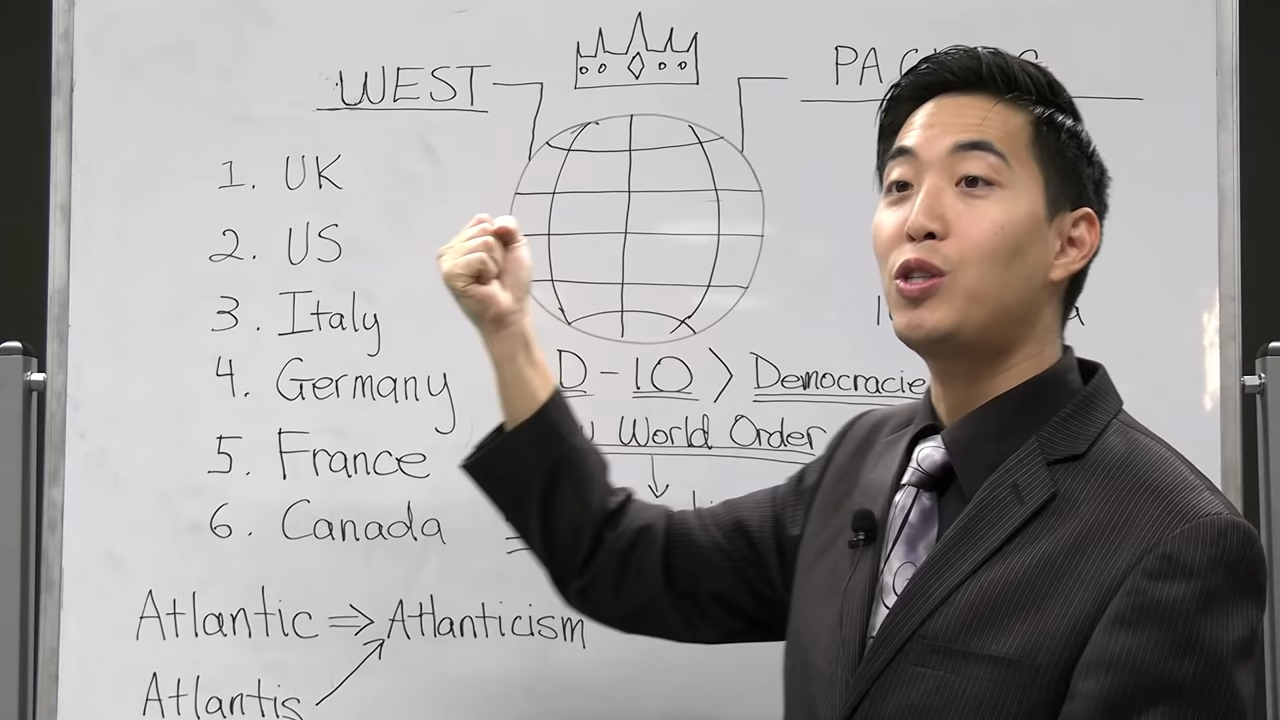 WEST
1. UK
2. US
3. Italy
4. Germany
5. France
6. Canada
D-10 > Democracie
World Order
Atlantic ⇒ Atlanticism
Atlantis